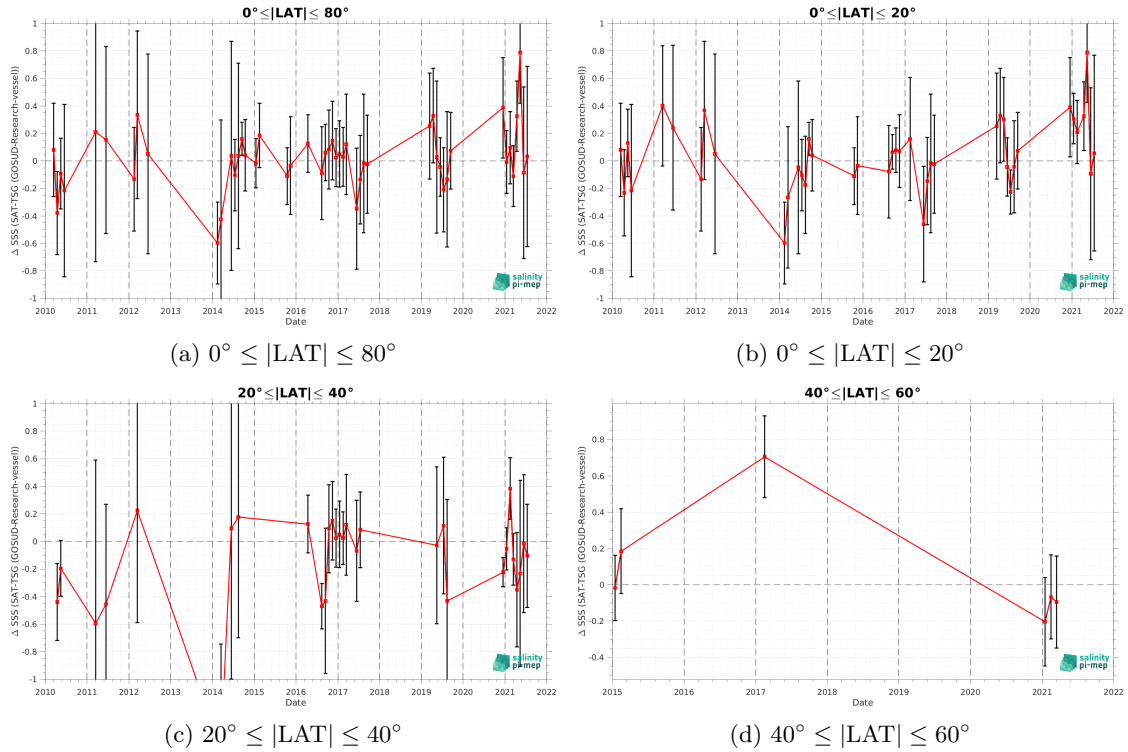 0°≤|LAT|≤ 80°
Δ SSS (SAT-TSG (GOSUD-Research-vessel))
1
0.8
0.6
0.4
0.2
0
-0.2
-0.4
-0.6
-0.8
-1
2010 2011 2012 2013 2014 2015 2016 2017 2018 2019 2020 2021 2022
Date
salinity
pi-mep
(a) 0° ≤ |LAT| ≤ 80°
0°≤|LAT|≤ 20°
Δ SSS (SAT-TSG (GOSUD-Research-vessel))
1
0.8
0.6
0.4
0.2
0
-0.2
-0.4
-0.6
-0.8
-1
2010 2011 2012 2013 2014 2015 2016 2017 2018 2019 2020 2021 2022
Date
salinity
pi-mep
(b) 0° ≤ |LAT| ≤ 20°
20°≤|LAT|≤ 40°
Δ SSS (SAT-TSG (GOSUD-Research-vessel))
1
0.8
0.6
0.4
0.2
0
-0.2
-0.4
-0.6
-0.8
-1
2010 2011 2012 2013 2014 2015 2016 2017 2018 2019 2020 2021 2022
Date
salinity
pi-mep
(c) 20° ≤ |LAT| ≤ 40°
40°≤|LAT|≤ 60°
Δ SSS (SAT-TSG (GOSUD-Research-vessel))
0.8
0.6
0.4
0.2
0
-0.2
-0.4
2015 2016 2017 2018 2019 2020 2021 2022
Date
salinity
pi-mep
(d) 40° ≤ |LAT| ≤ 60°